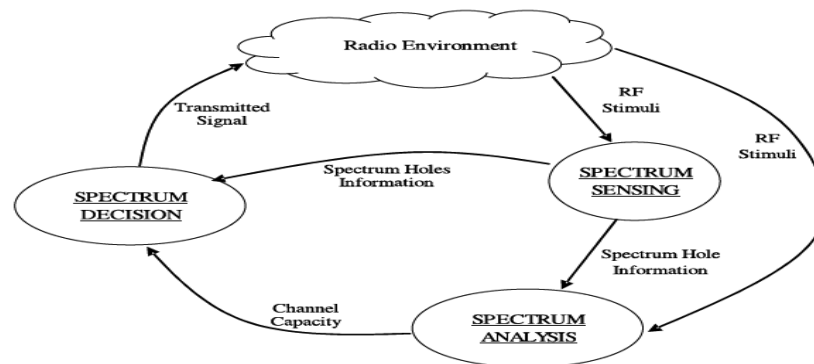 Radio Environment
Transmitted
Signal
RF
Stimuli
RF
Stimuli
Spectrum Holes
Information
SPECTRUM
SENSING
SPECTRUM
DECISION
Spectrum Hole
Information
Channel
Capacity
SPECTRUM
ANALYSIS